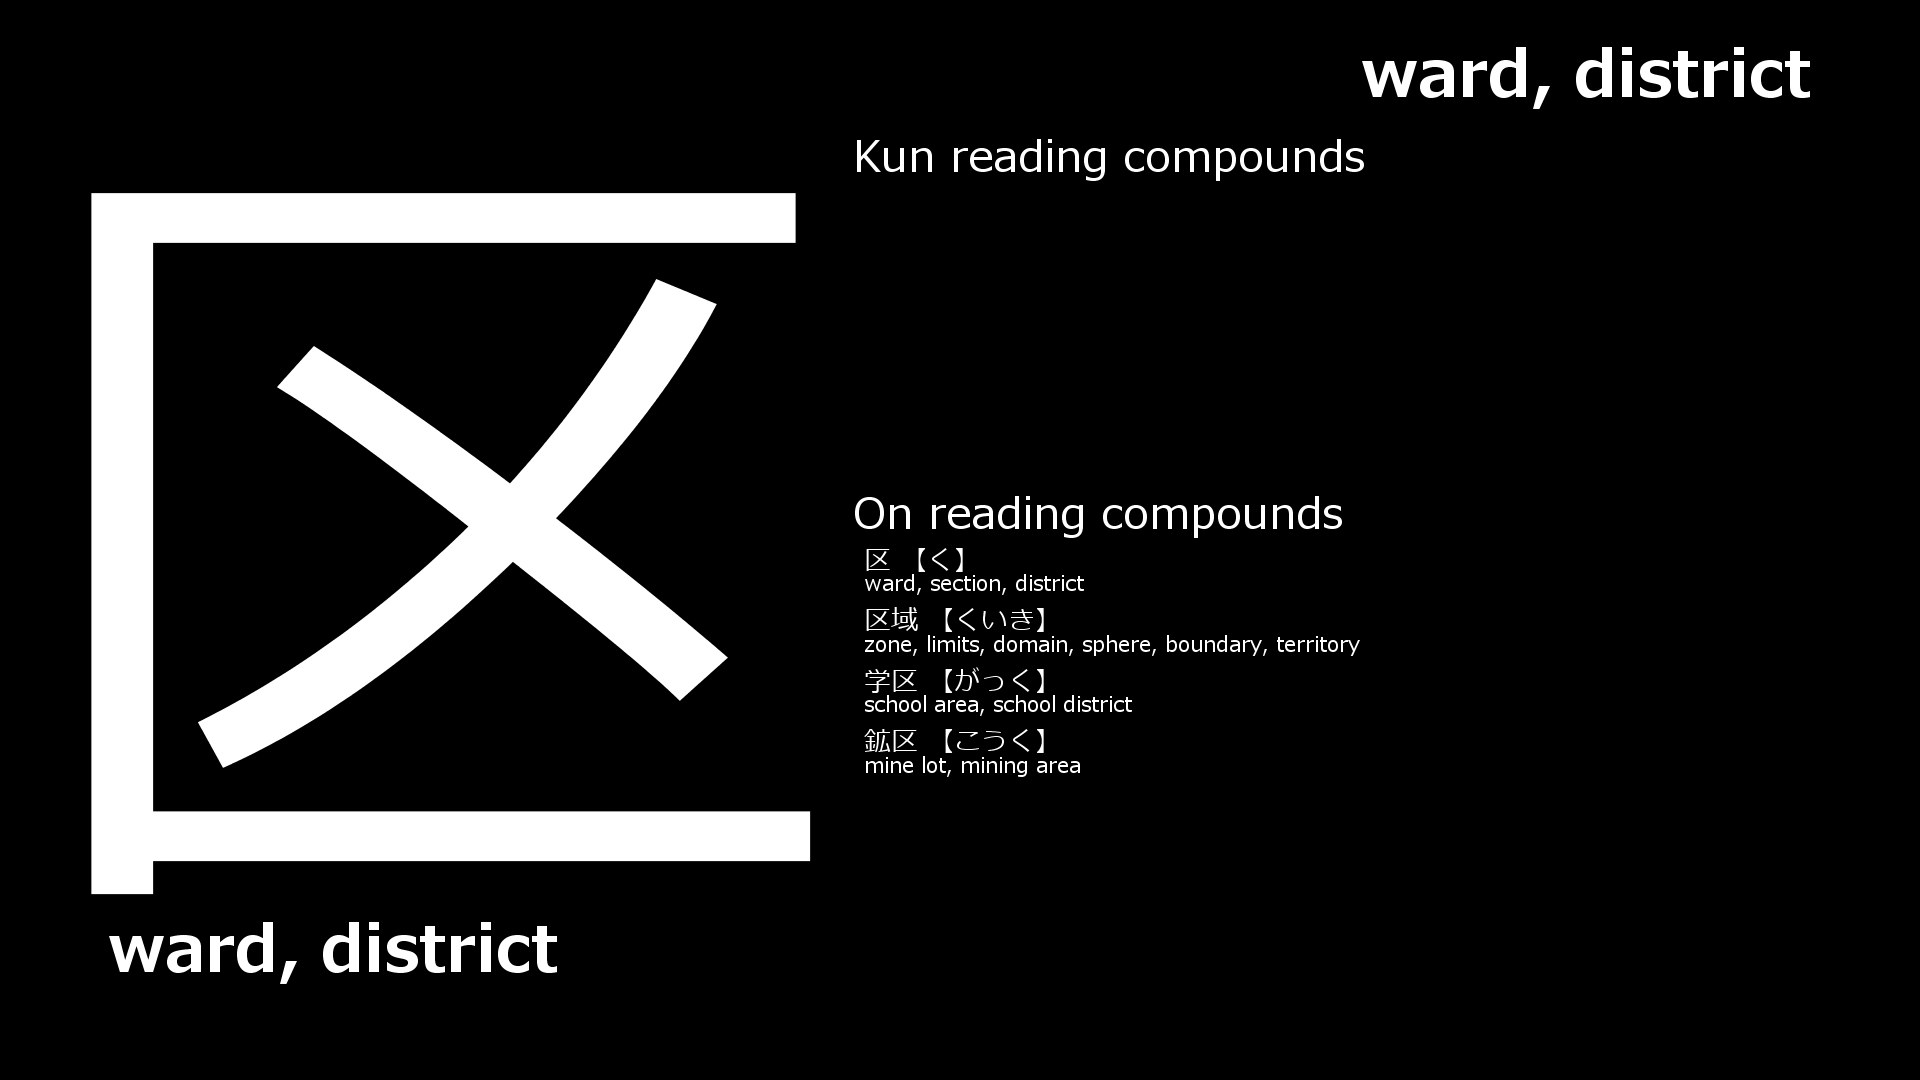 ward, district
Kun reading compounds
区
On reading compounds
区 【く】
ward, section, district
区域 【くいき】
zone, limits, domain, sphere, boundary, territory
学区 【がっく】
school area, school district
鉱区 【こうく】
mine lot, mining area
ward, district